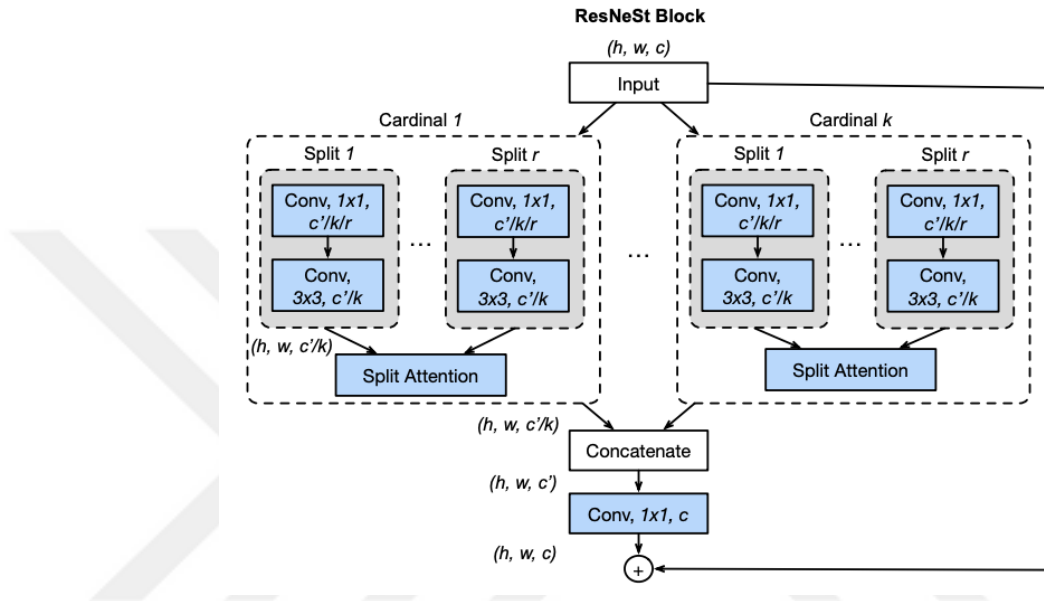 ResNeSt Block
(h, w, c)
Input
Cardinal 1
Cardinal k
Split 1
Split r
Split 1
Split r
Conv, 1x1,
c'/k/r
Conv, 1x1,
c'/k/r
Conv, 1x1,
c'/k/r
Conv, 1x1,
c'/k/r
...
...
...
Conv,
3x3, c'/k
Conv,
3x3, c'/k
Conv,
3x3, c'/k
Conv,
3x3, c'/k
(h, w, c'/k)
Split Attention
Split Attention
(h, w, c'/k)
Concatenate
(h, w, c')
Conv, 1x1, c
(h, w, c)
+